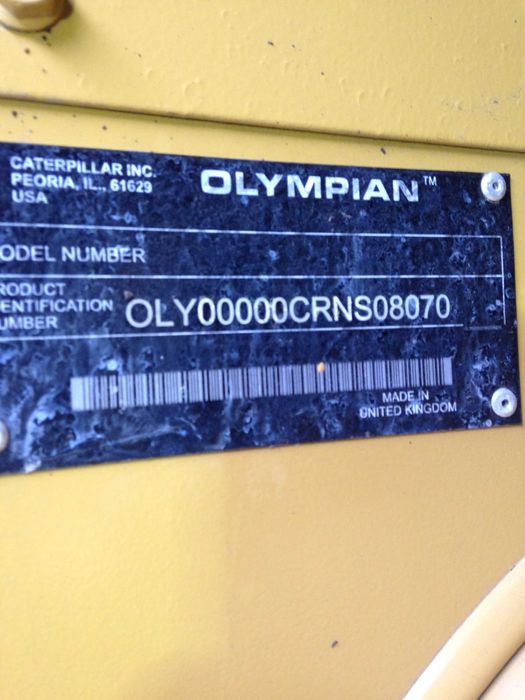 CATERPILLAR INC.
PEORIA, IL., 61629
USA
OLYMPIAN™
ODEL NUMBER
RODUCT
ENTIFICATION
UMBER
OLY00000CRNS08070
MADE IN
UNITED KINGDOM